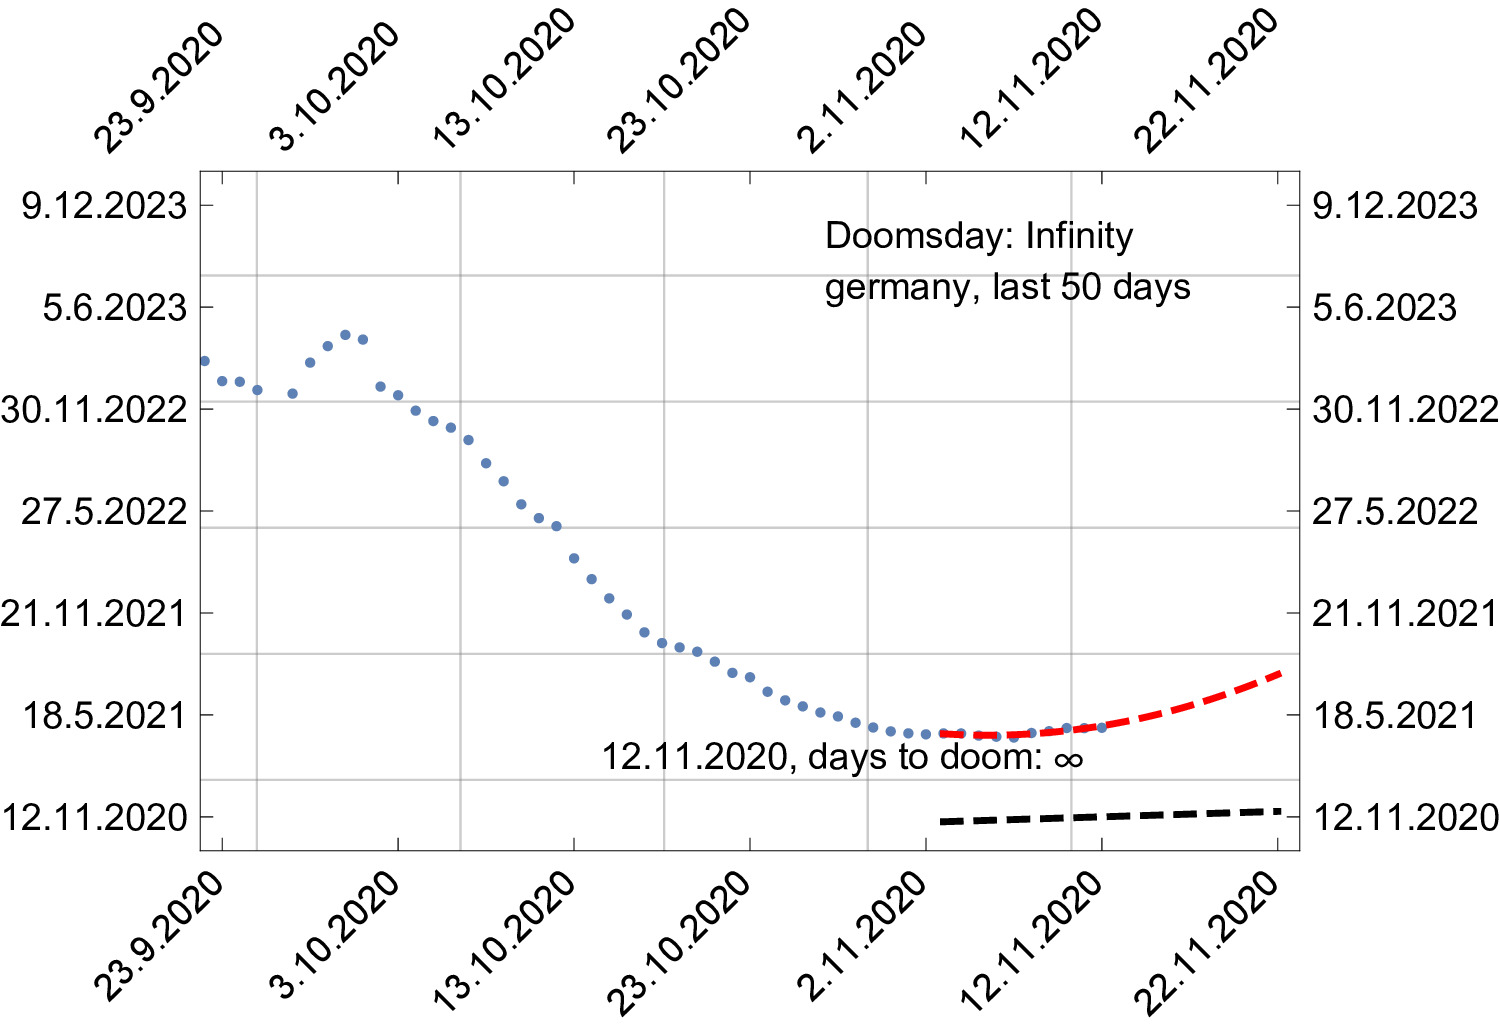 23.9.2020 3.10.2020 13.10.2020 23.10.2020 2.11.2020 12.11.2020 22.11.2020
9.12.2023 9.12.2023
Doomsday: Infinity
germany, last 50 days
5.6.2023 5.6.2023
30.11.2022 30.11.2022
27.5.2022 27.5.2022
21.11.2021 21.11.2021
18.5.2021 18.5.2021
12.11.2020, days to doom: ∞
12.11.2020 12.11.2020
23.9.2020 3.10.2020 13.10.2020 23.10.2020 2.11.2020 12.11.2020 22.11.2020